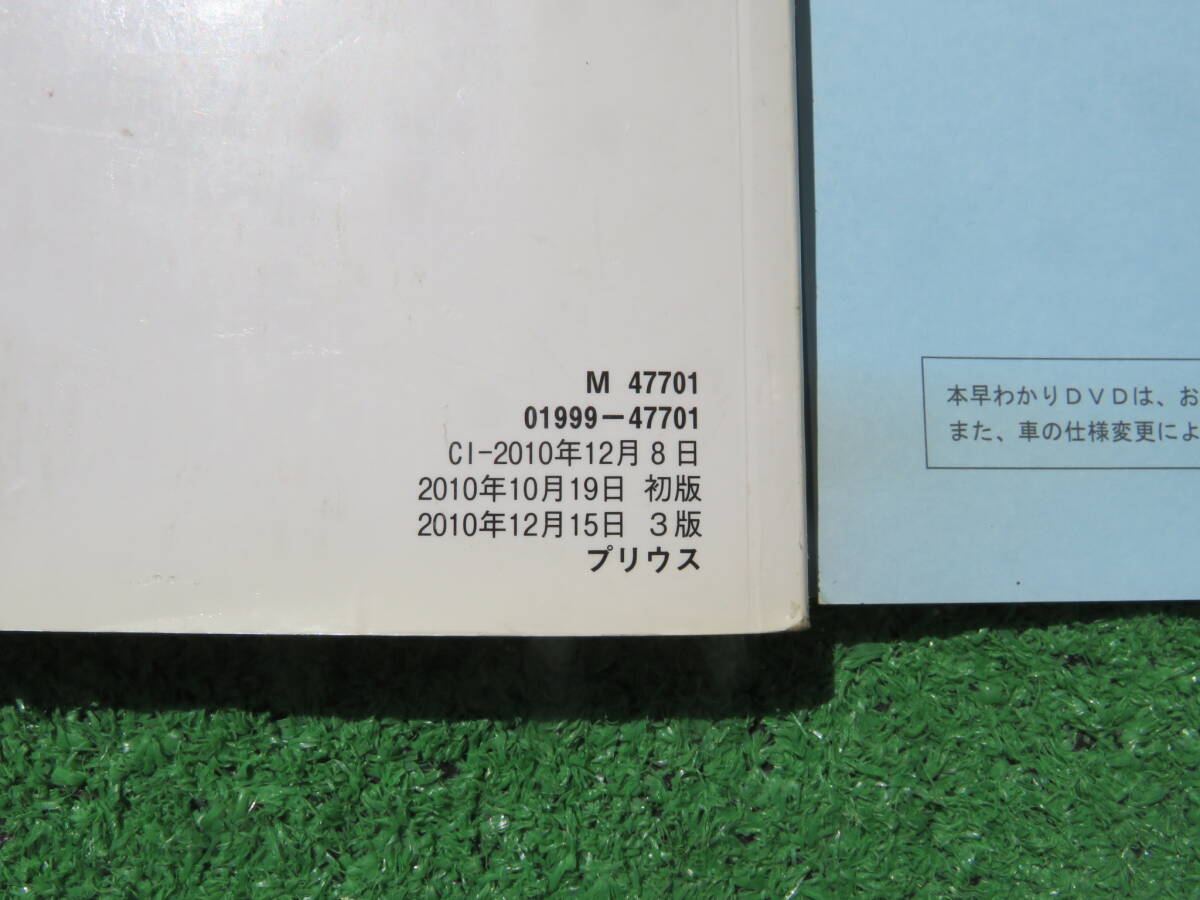 M 47701
01999-47701
CI-2010年12月8日
2010年10月19日 初版
2010年12月15日 3版
プリウス
本早わかりDVDは、お
また、車の仕様変更によ